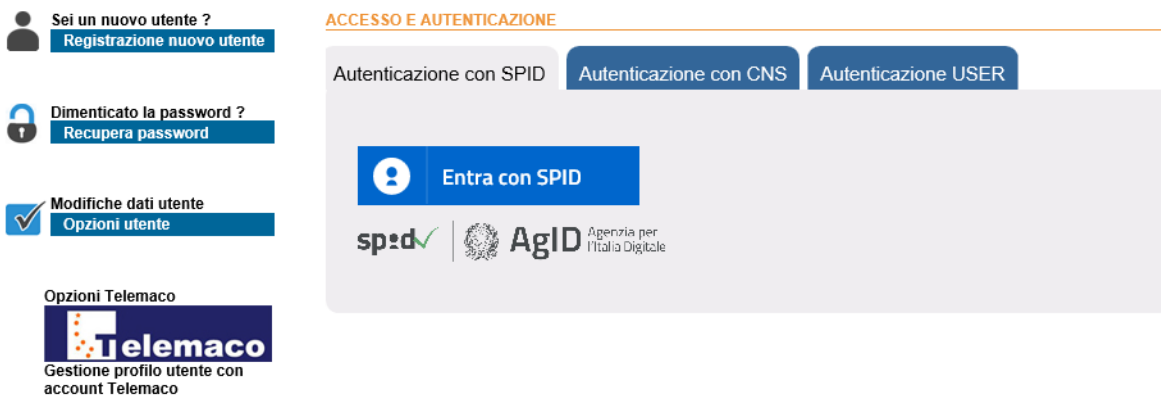 Sei un nuovo utente ?
Registrazione nuovo utente
Dimenticato la password ?
Recupera password
Modifiche dati utente
Opzioni utente
Opzioni Telemaco
Telemaco
Gestione profilo utente con
account Telemaco
ACCESSO E AUTENTICAZIONE
Autenticazione con SPID
Autenticazione con CNS
Autenticazione USER
Entra con SPID
spid
AgID
Agenzia per
l'Italia Digitale